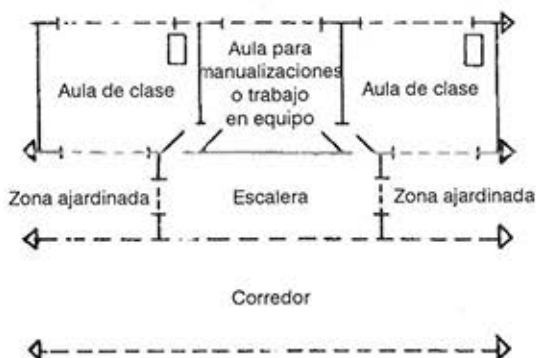 Aula de clase
Aula para
manualizaciones
o trabajo
en equipo
Aula de clase
Zona ajardinada
Escalera
Zona ajardinada
Corredor